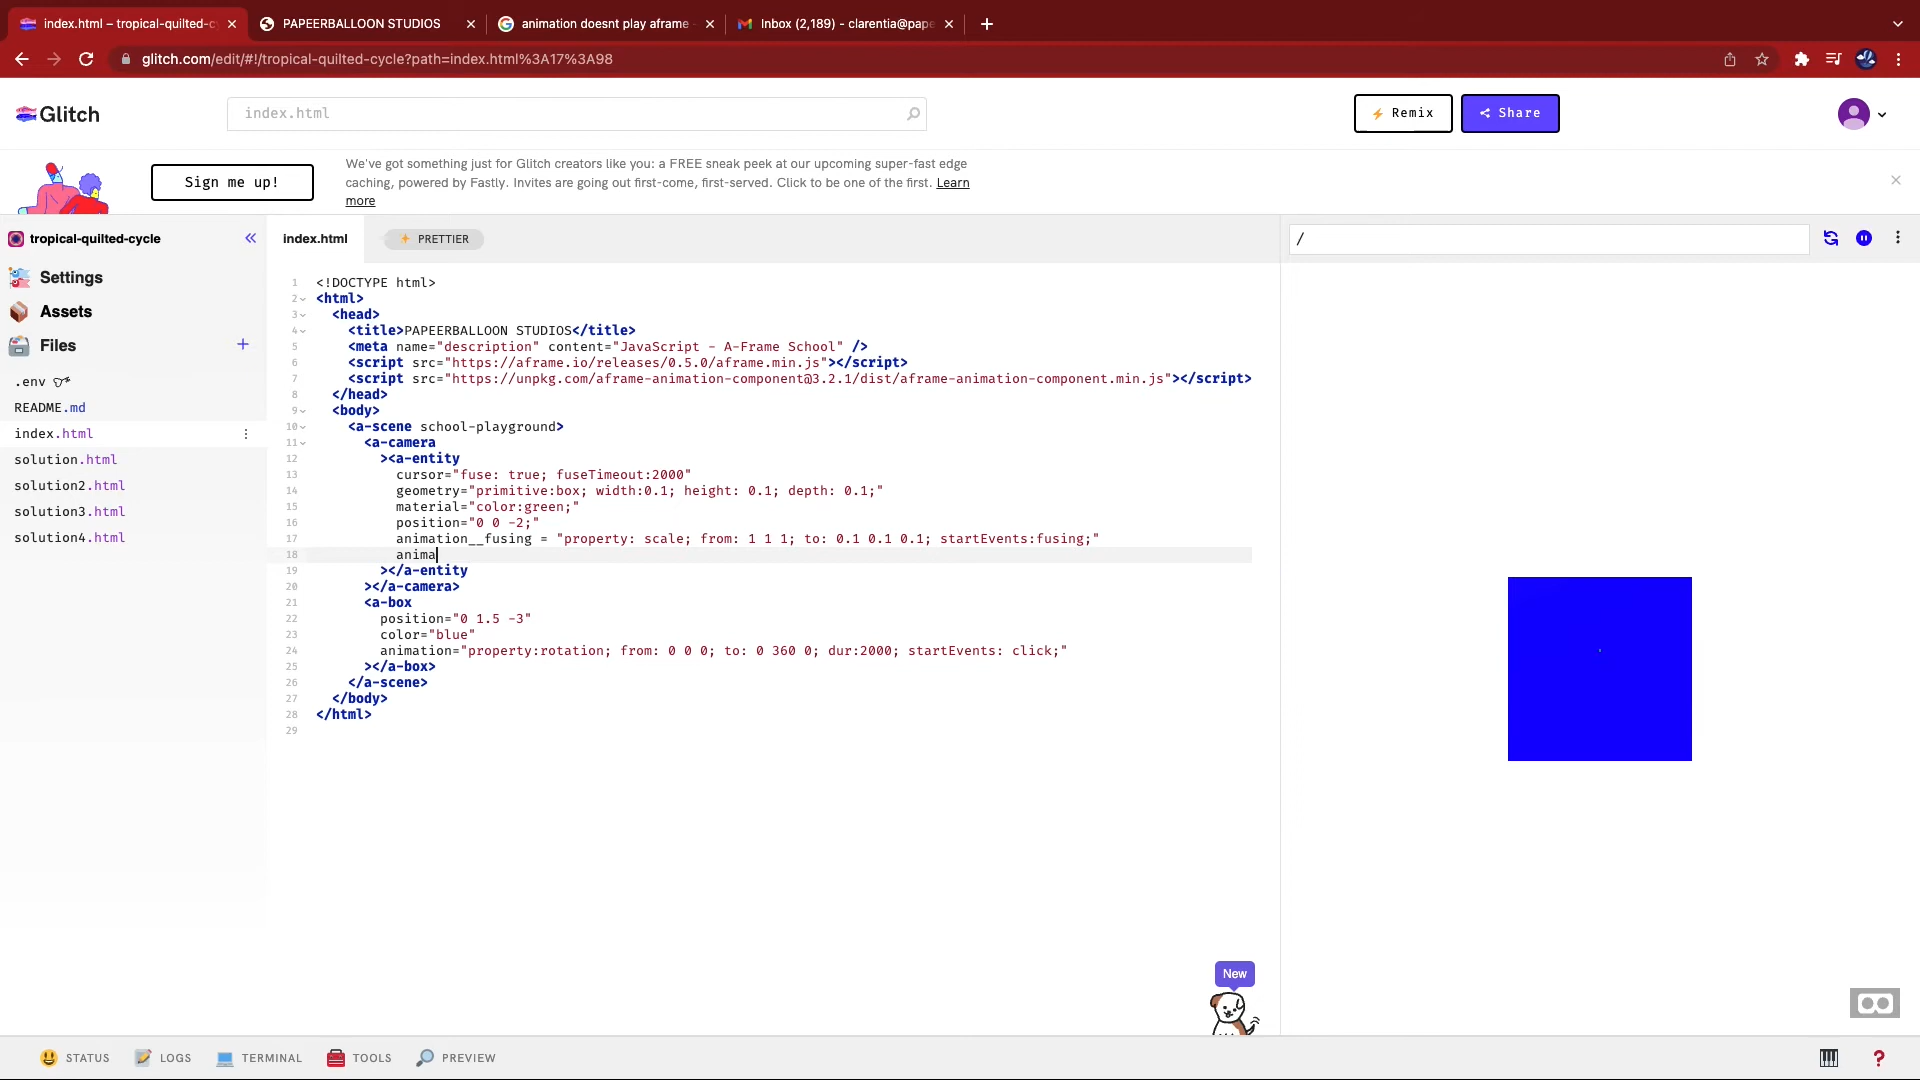 index.html – tropical-quilted-c
PAPEERBALLOON STUDIOS
animation doesnt play aframe
Inbox (2,189) - clarentia@pape
glitch.com/edit/#!/tropical-quilted-cycle?path=index.html%3A17%3A98
Glitch
index.html
Remix
Share
Sign me up!
We've got something just for Glitch creators like you: a FREE sneak peek at our upcoming super-fast edge
caching, powered by Fastly. Invites are going out first-come, first-served. Click to be one of the first. Learn
more
tropical-quilted-cycle
Settings
Assets
Files
.env
README.md
index.html
solution.html
solution2.html
solution3.html
solution4.html
index.html
PRETTIER
/
1 <!DOCTYPE html>
2 <html>
3 <head>
4 <title>PAPEERBALLOON STUDIOS</title>
5 <meta name="description" content="JavaScript - A-Frame School" />
6 <script src="https://aframe.io/releases/0.5.0/aframe.min.js"></script>
7 <script src="https://unpkg.com/aframe-animation-component@3.2.1/dist/aframe-animation-component.min.js"></script>
8 </head>
9 <body>
10 <a-scene school-playground>
11 <a-camera
12 ><a-entity
13 cursor="fuse: true; fuseTimeout:2000"
14 geometry="primitive:box; width:0.1; height: 0.1; depth: 0.1;"
15 material="color:green;"
16 position="0 0 -2;"
17 animation__fusing = "property: scale; from: 1 1 1; to: 0.1 0.1 0.1; startEvents:fusing;"
18 anima
19 ></a-entity
20 ></a-camera>
21 <a-box
22 position="0 1.5 -3"
23 color="blue"
24 animation="property:rotation; from: 0 0 0; to: 0 360 0; dur:2000; startEvents: click;"
25 ></a-box>
26 </a-scene>
27 </body>
28 </html>
29
New
STATUS
LOGS
TERMINAL
TOOLS
PREVIEW
?